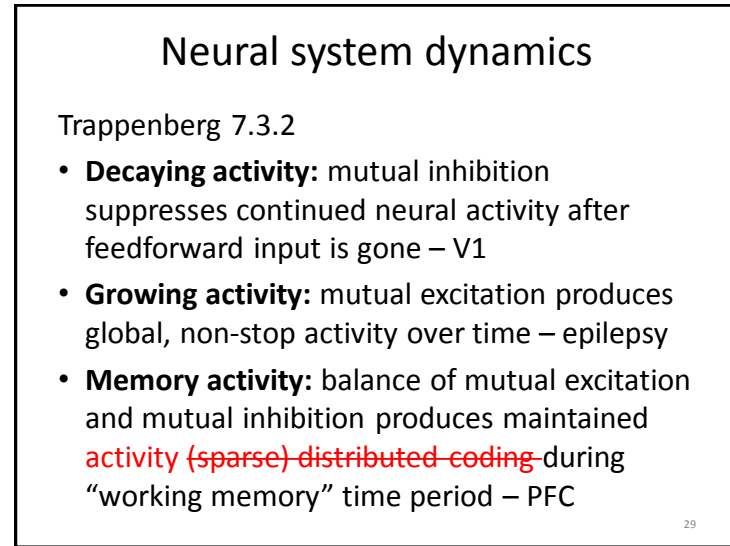 Neural system dynamics
Trappenberg 7.3.2
• Decaying activity: mutual inhibition
suppresses continued neural activity after
feedforward input is gone – V1
• Growing activity: mutual excitation produces
global, non-stop activity over time – epilepsy
• Memory activity: balance of mutual excitation
and mutual inhibition produces maintained
activity (sparse) distributed coding during
“working memory” time period – PFC
29